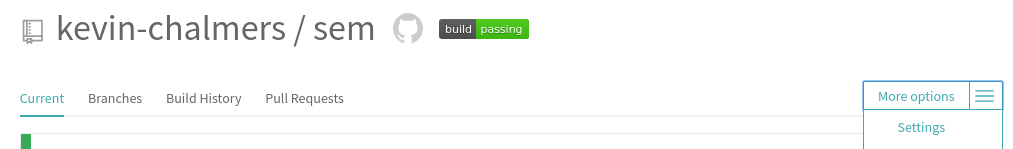 kevin-chalmers / sem build passing
Current Branches Build History Pull Requests More options
Settings